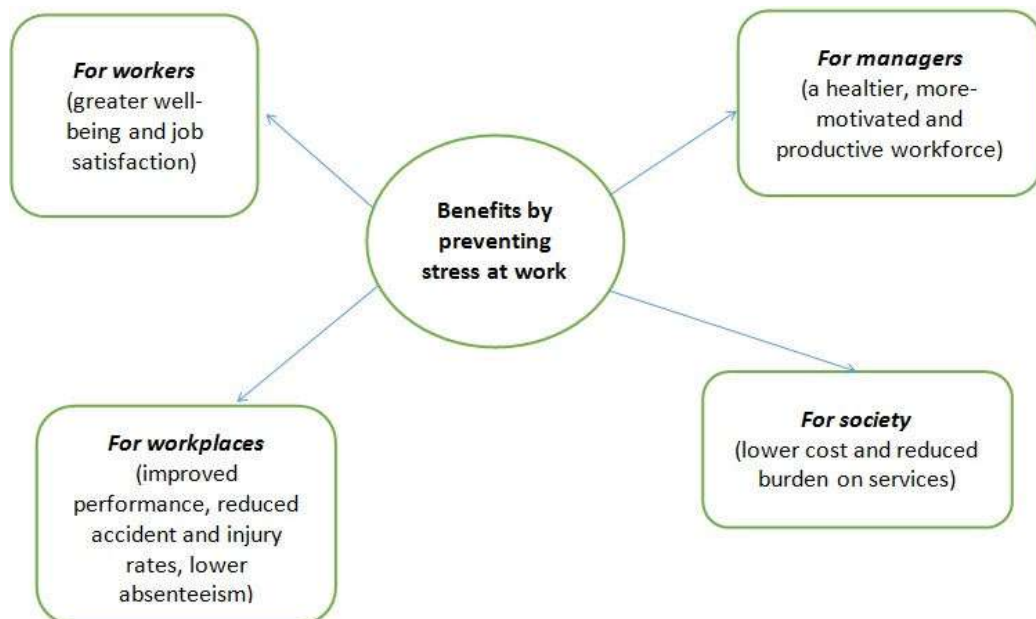 For workers
(greater well-
being and job
satisfaction)
For managers
(a healtier, more-
motivated and
productive workforce)
Benefits by
preventing
stress at work
For workplaces
(improved
performance, reduced
accident and injury
rates, lower
absenteeism)
For society
(lower cost and reduced
burden on services)